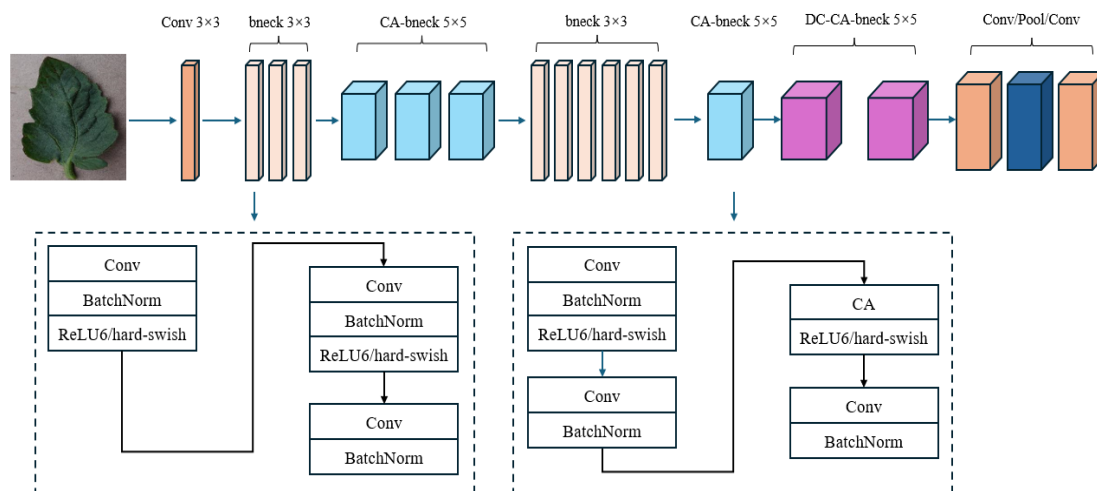 Conv 3×3
bneck 3×3
CA-bneck 5×5
bneck 3×3
CA-bneck 5×5
DC-CA-bneck 5×5
Conv/Pool/Conv
Conv
BatchNorm
ReLU6/hard-swish
Conv
BatchNorm
ReLU6/hard-swish
Conv
BatchNorm
Conv
BatchNorm
ReLU6/hard-swish
Conv
BatchNorm
CA
ReLU6/hard-swish
Conv
BatchNorm